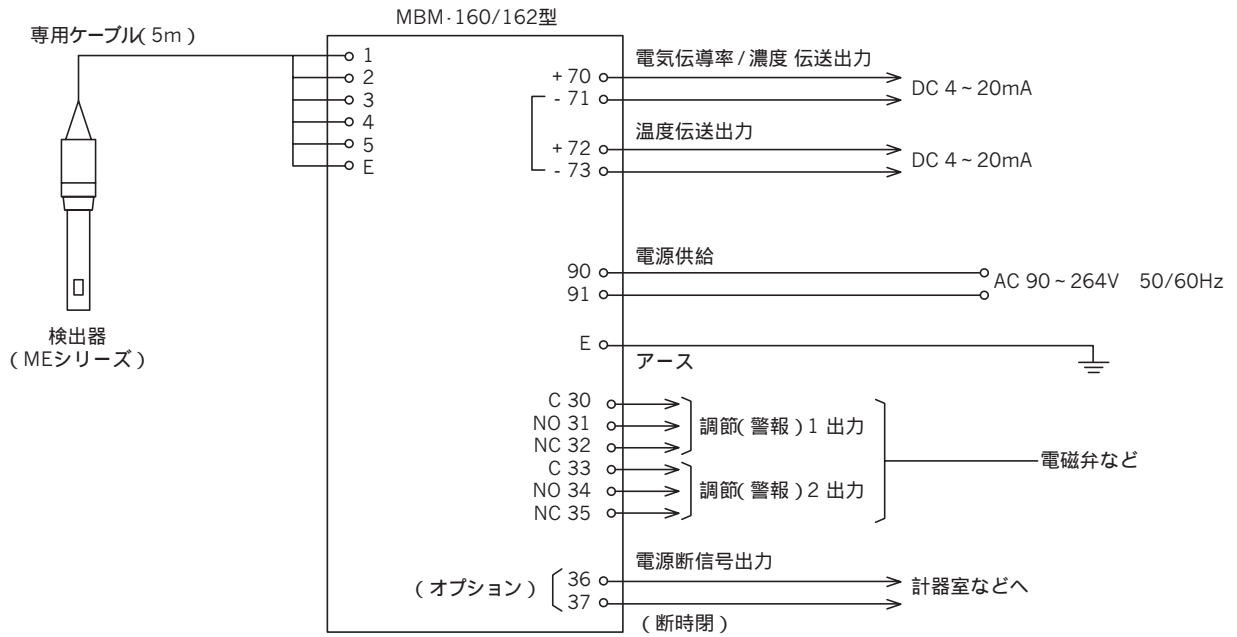 MBM·160/162型
専用ケーブル( 5m )
1
2
3
4
5
E
検出器
( MEシリーズ )
電気伝導率 / 濃度 伝送出力
+ 70
- 71
DC 4 ~ 20mA
温度伝送出力
+ 72
- 73
DC 4 ~ 20mA
電源供給
90
91
AC 90 ~ 264V 50/60Hz
E
アース
C 30
NO 31
NC 32
調節( 警報 ) 1 出力
C 33
NO 34
NC 35
調節( 警報 ) 2 出力
電磁弁など
電源断信号出力
( オプション )
36
37
計器室などへ
( 断時閉 )